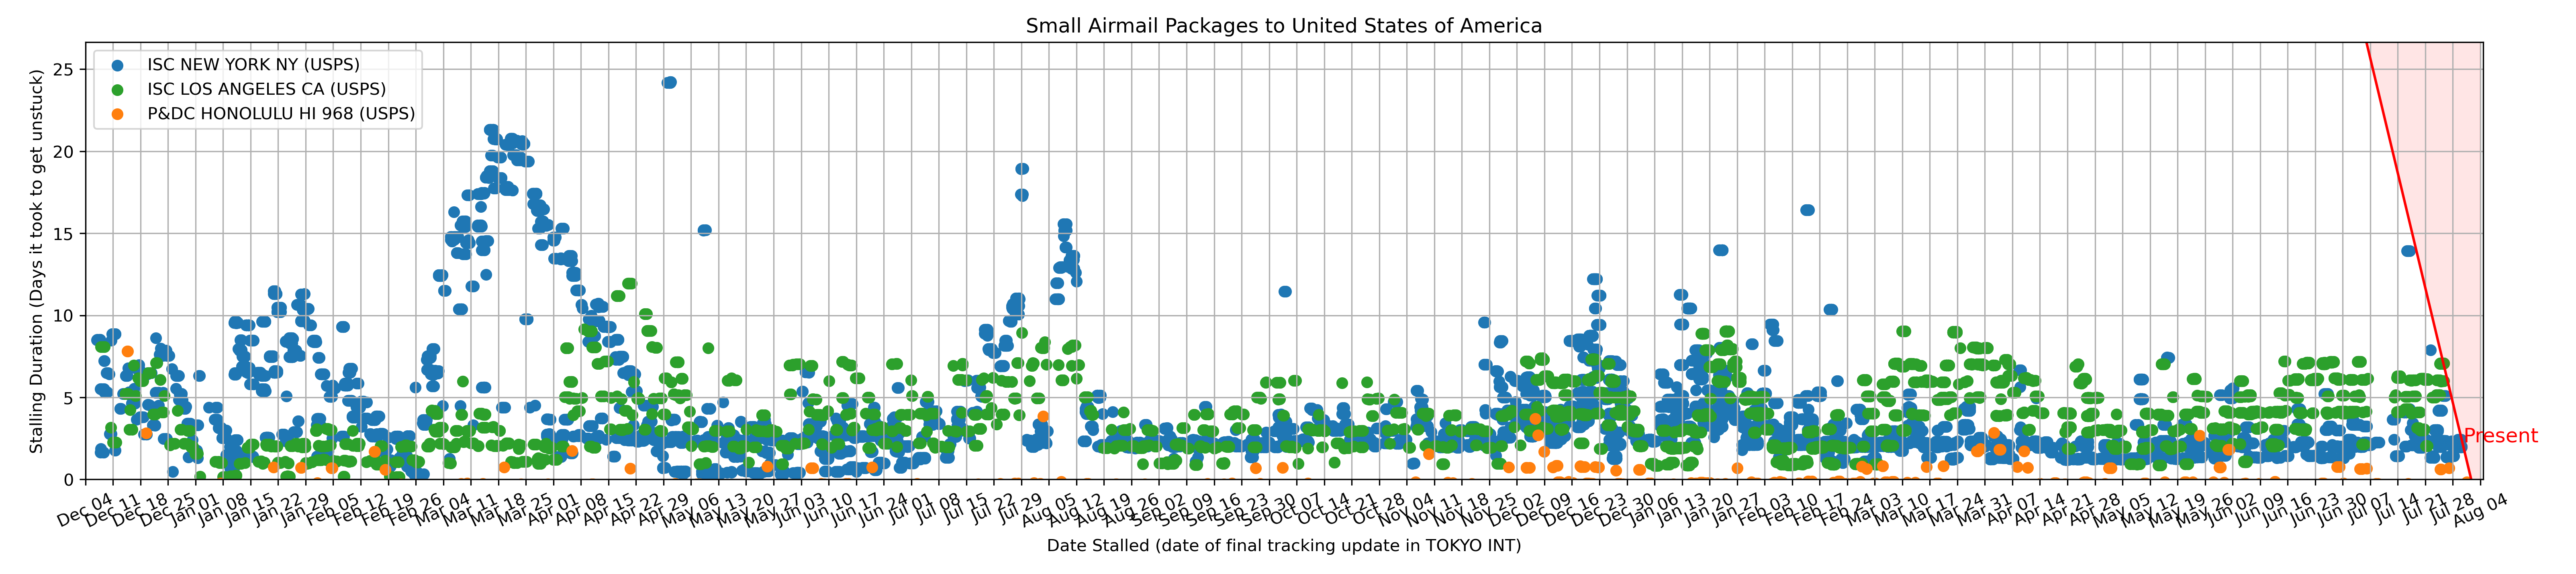 Small Airmail Packages to United States of America
ISC NEW YORK NY (USPS)
ISC LOS ANGELES CA (USPS)
P&DC HONOLULU HI 968 (USPS)
Stalling Duration (Days it took to get unstuck)
25
20
15
10
5
0
Present
Dec 04
Dec 11
Dec 18
Dec 25
Jan 01
Jan 08
Jan 15
Jan 22
Jan 29
Feb 05
Feb 12
Feb 19
Feb 26
Mar 04
Mar 11
Mar 18
Mar 25
Apr 01
Apr 08
Apr 15
Apr 22
Apr 29
May 06
May 13
May 20
May 27
Jun 03
Jun 10
Jun 17
Jun 24
Jul 01
Jul 08
Jul 15
Jul 22
Jul 29
Aug 05
Aug 12
Aug 19
Aug 26
Sep 02
Sep 09
Sep 16
Sep 23
Sep 30
Oct 07
Oct 14
Oct 21
Oct 28
Nov 04
Nov 11
Nov 18
Nov 25
Dec 02
Dec 09
Dec 16
Dec 23
Dec 30
Jan 06
Jan 13
Jan 20
Jan 27
Feb 03
Feb 10
Feb 17
Feb 24
Mar 03
Mar 10
Mar 17
Mar 24
Mar 31
Apr 07
Apr 14
Apr 21
Apr 28
May 05
May 12
May 19
May 26
Jun 02
Jun 09
Jun 16
Jun 23
Jun 30
Jul 07
Jul 14
Jul 21
Jul 28
Aug 04
Date Stalled (date of final tracking update in TOKYO INT)